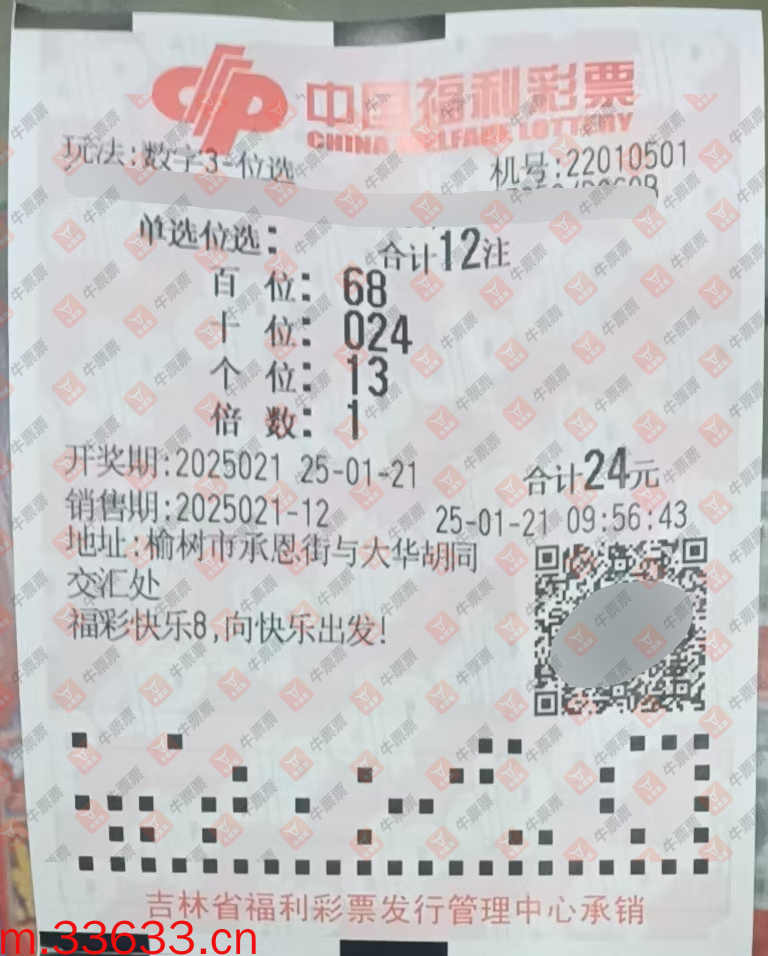 中国福利彩票
CHINA WELFARE LOTTERY
玩法:数字3-位选 机号:22010501
单选位选: 合计12注
百 位: 68
十 位: 024
个 位: 13
倍 数: 1
开奖期:2025021 25-01-21 合计24元
销售期:2025021-12 25-01-21 09:56:43
地址:榆树市承恩街与大华胡同
交汇处
福彩快乐8,向快乐出发!
吉林省福利彩票发行管理中心承销
m.33633.cn
牛票票